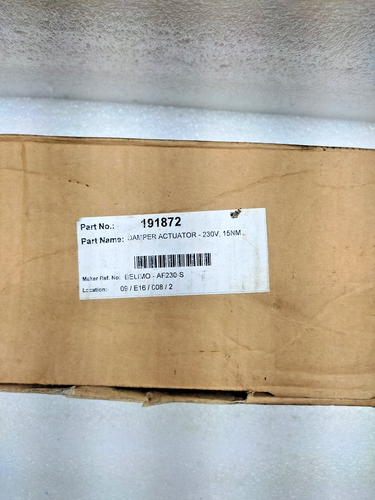 Part No.: 191872
Part Name: DAMPER ACTUATOR - 230V, 15NM
Maker Ref. No: BELIMO - AF230-S
Location: 09 / E16 / C08 / 2